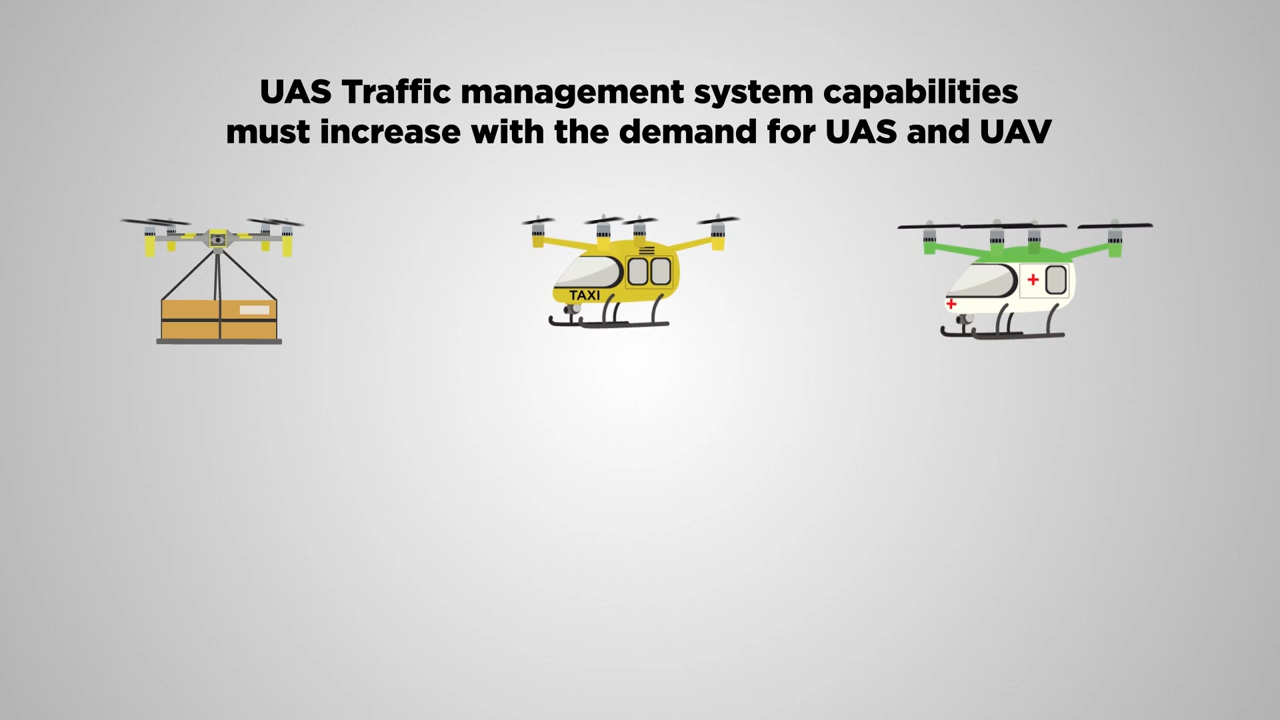 UAS Traffic management system capabilities
must increase with the demand for UAS and UAV
TAXI